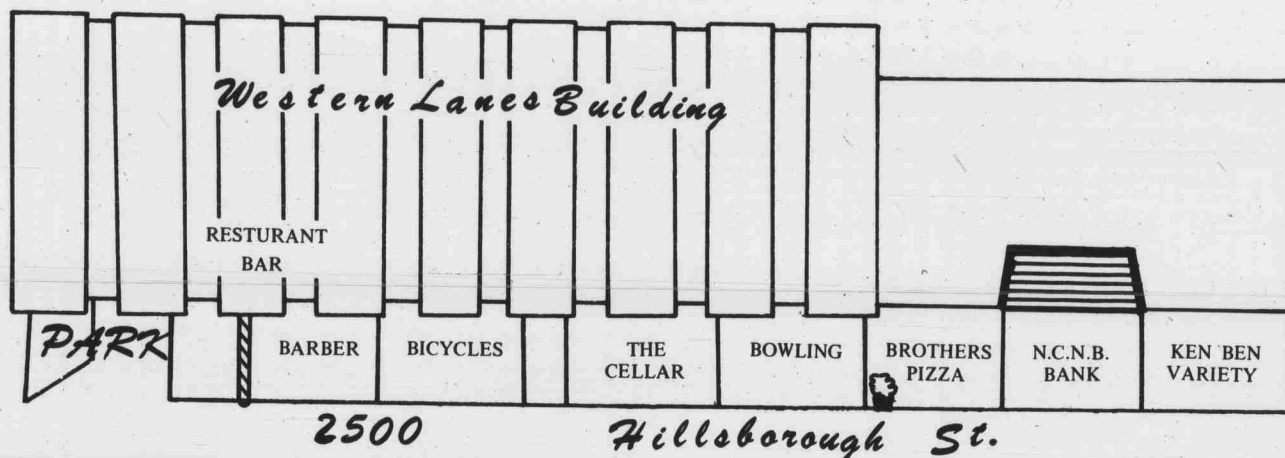 Western Lanes Building
RESTURANT
BAR
PARK
BARBER
BICYCLES
THE
CELLAR
BOWLING
BROTHERS
PIZZA
N.C.N.B.
BANK
KEN BEN
VARIETY
2500 Hillsborough St.